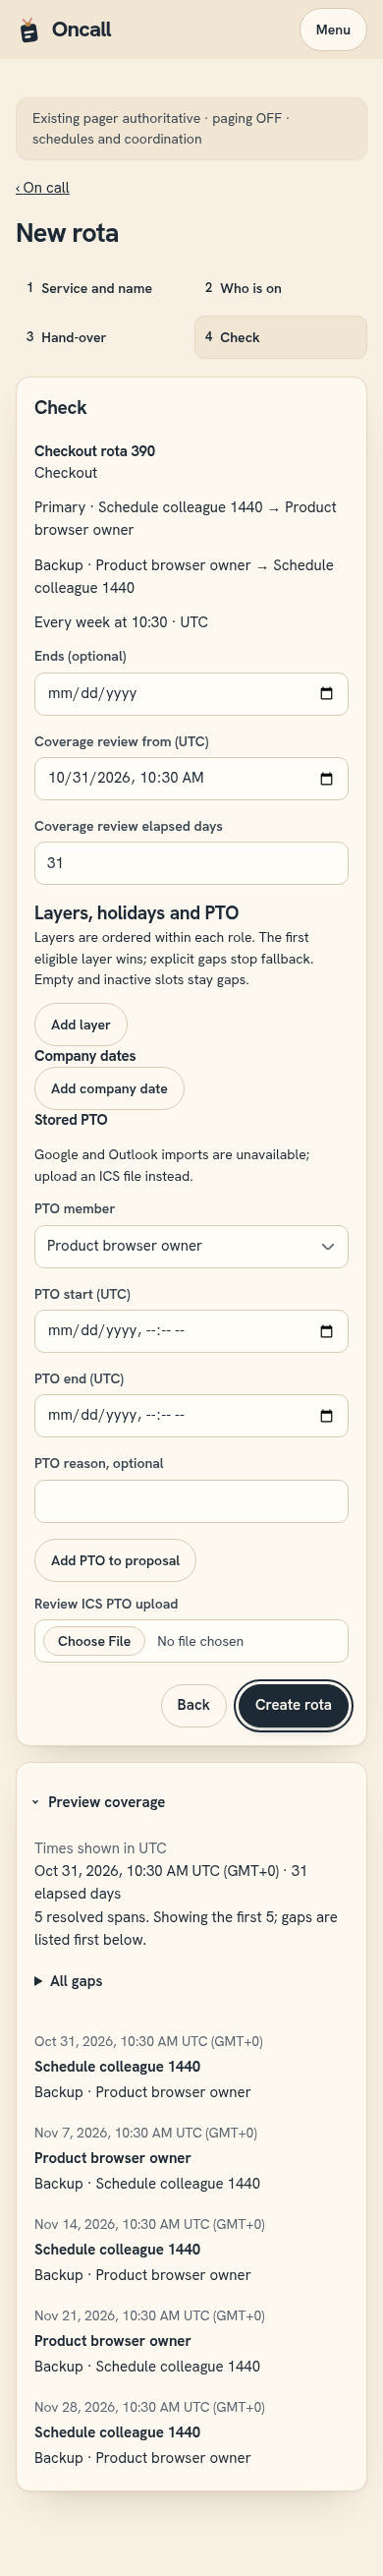 Oncall
Menu
Existing pager authoritative · paging OFF ·
schedules and coordination
‹ On call
New rota
1 Service and name
2 Who is on
3 Hand-over
4 Check
Check
Checkout rota 390
Checkout
Primary · Schedule colleague 1440 → Product
browser owner
Backup · Product browser owner → Schedule
colleague 1440
Every week at 10:30 · UTC
Ends (optional)
mm/dd/yyyy
Coverage review from (UTC)
10/31/2026, 10:30 AM
Coverage review elapsed days
31
Layers, holidays and PTO
Layers are ordered within each role. The first
eligible layer wins; explicit gaps stop fallback.
Empty and inactive slots stay gaps.
Add layer
Company dates
Add company date
Stored PTO
Google and Outlook imports are unavailable;
upload an ICS file instead.
PTO member
Product browser owner
PTO start (UTC)
mm/dd/yyyy, --:-- --
PTO end (UTC)
mm/dd/yyyy, --:-- --
PTO reason, optional
Add PTO to proposal
Review ICS PTO upload
Choose File No file chosen
Back
Create rota
Preview coverage
Times shown in UTC
Oct 31, 2026, 10:30 AM UTC (GMT+0) · 31
elapsed days
5 resolved spans. Showing the first 5; gaps are
listed first below.
All gaps
Oct 31, 2026, 10:30 AM UTC (GMT+0)
Schedule colleague 1440
Backup · Product browser owner
Nov 7, 2026, 10:30 AM UTC (GMT+0)
Product browser owner
Backup · Schedule colleague 1440
Nov 14, 2026, 10:30 AM UTC (GMT+0)
Schedule colleague 1440
Backup · Product browser owner
Nov 21, 2026, 10:30 AM UTC (GMT+0)
Product browser owner
Backup · Schedule colleague 1440
Nov 28, 2026, 10:30 AM UTC (GMT+0)
Schedule colleague 1440
Backup · Product browser owner